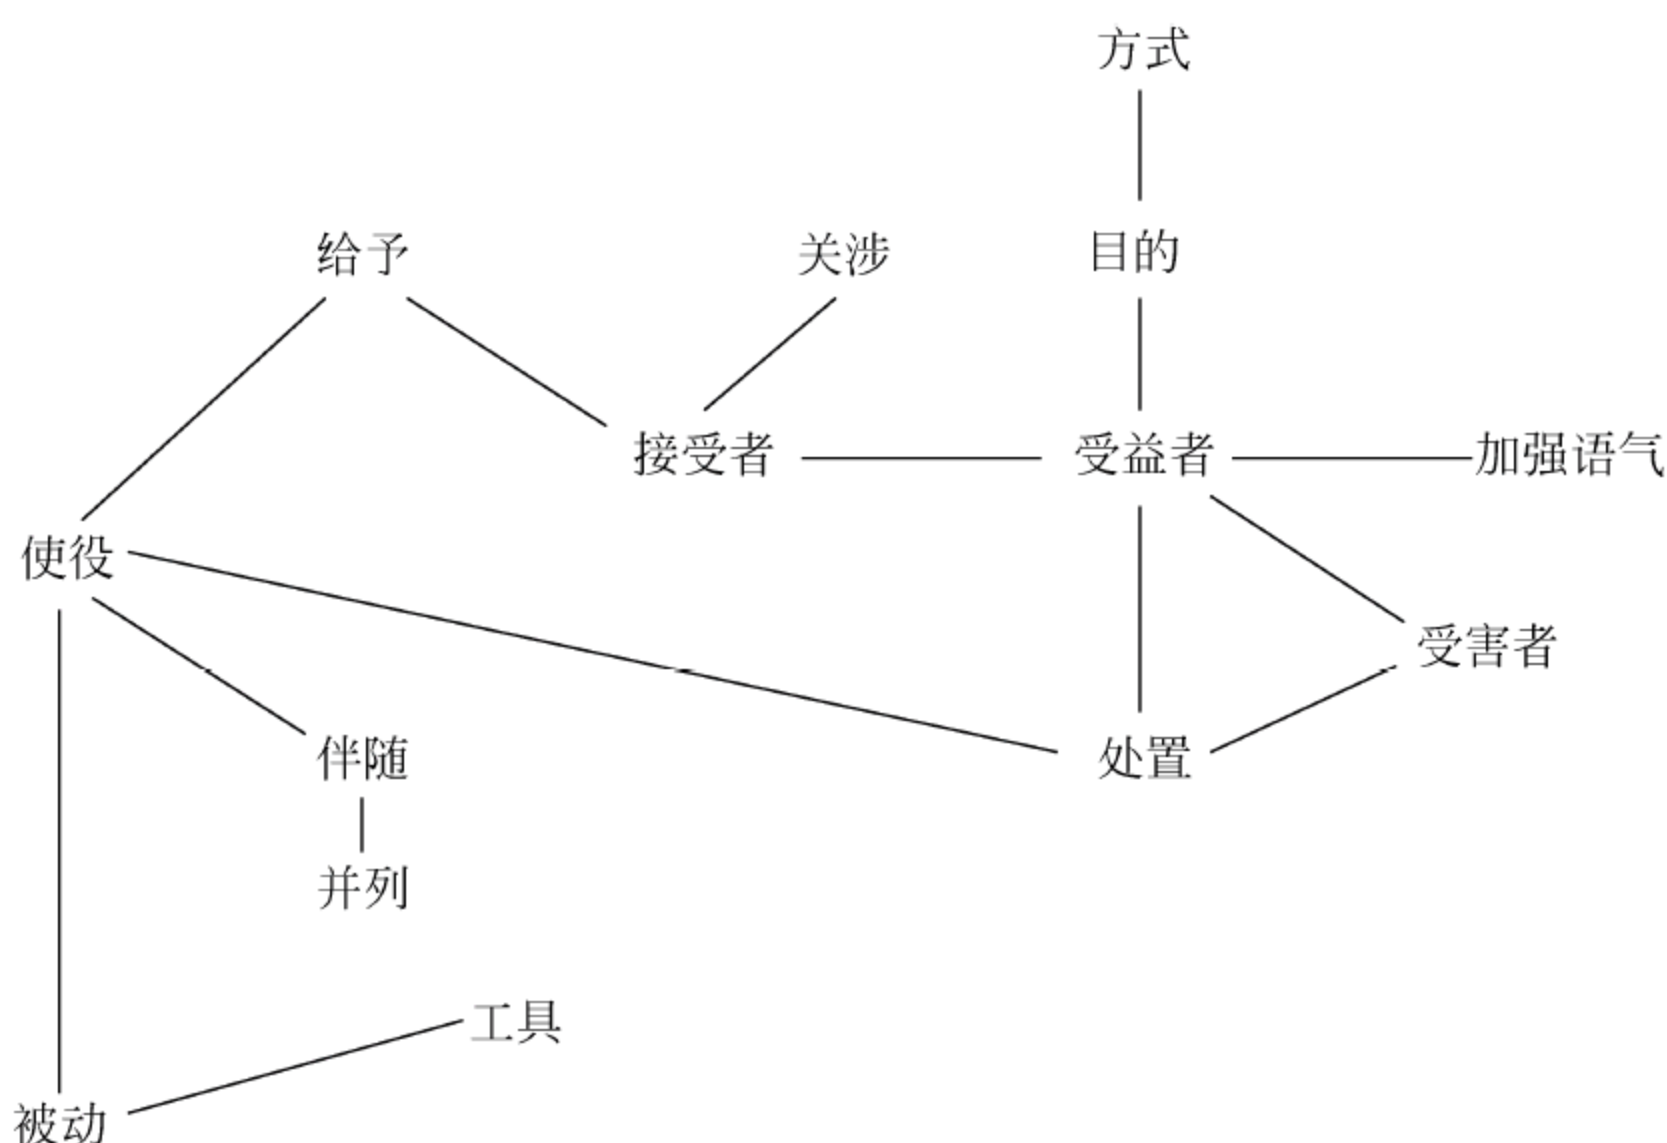 方式
给予
关涉
目的
接受者
受益者
加强语气
使役
受害者
伴随
处置
并列
工具
被动